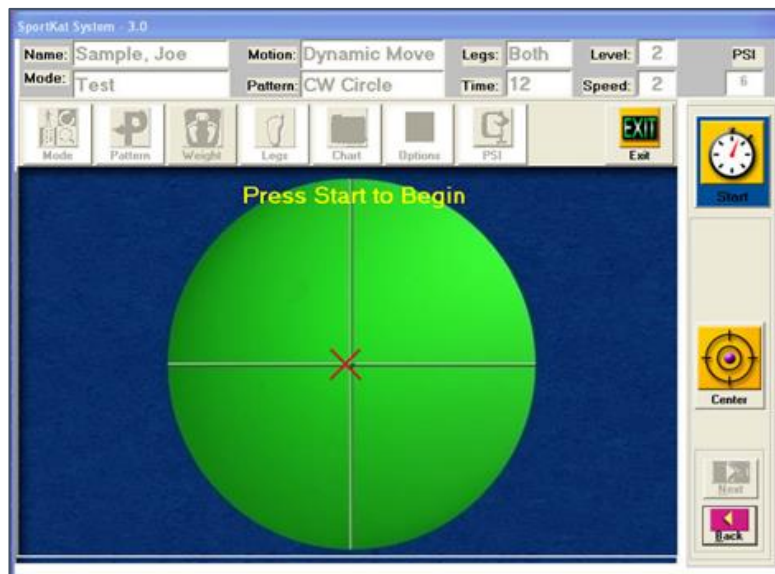 SportKat System - 3.0
Name: Sample, Joe Motion: Dynamic Move Legs: Both Level: 2 PSI
Mode: Test Pattern: CW Circle Time: 12 Speed: 2 6
EXIT
Mode Pattern Weight Legs Chart Options PSI Exit
Start
Press Start to Begin
Center
Next
Back